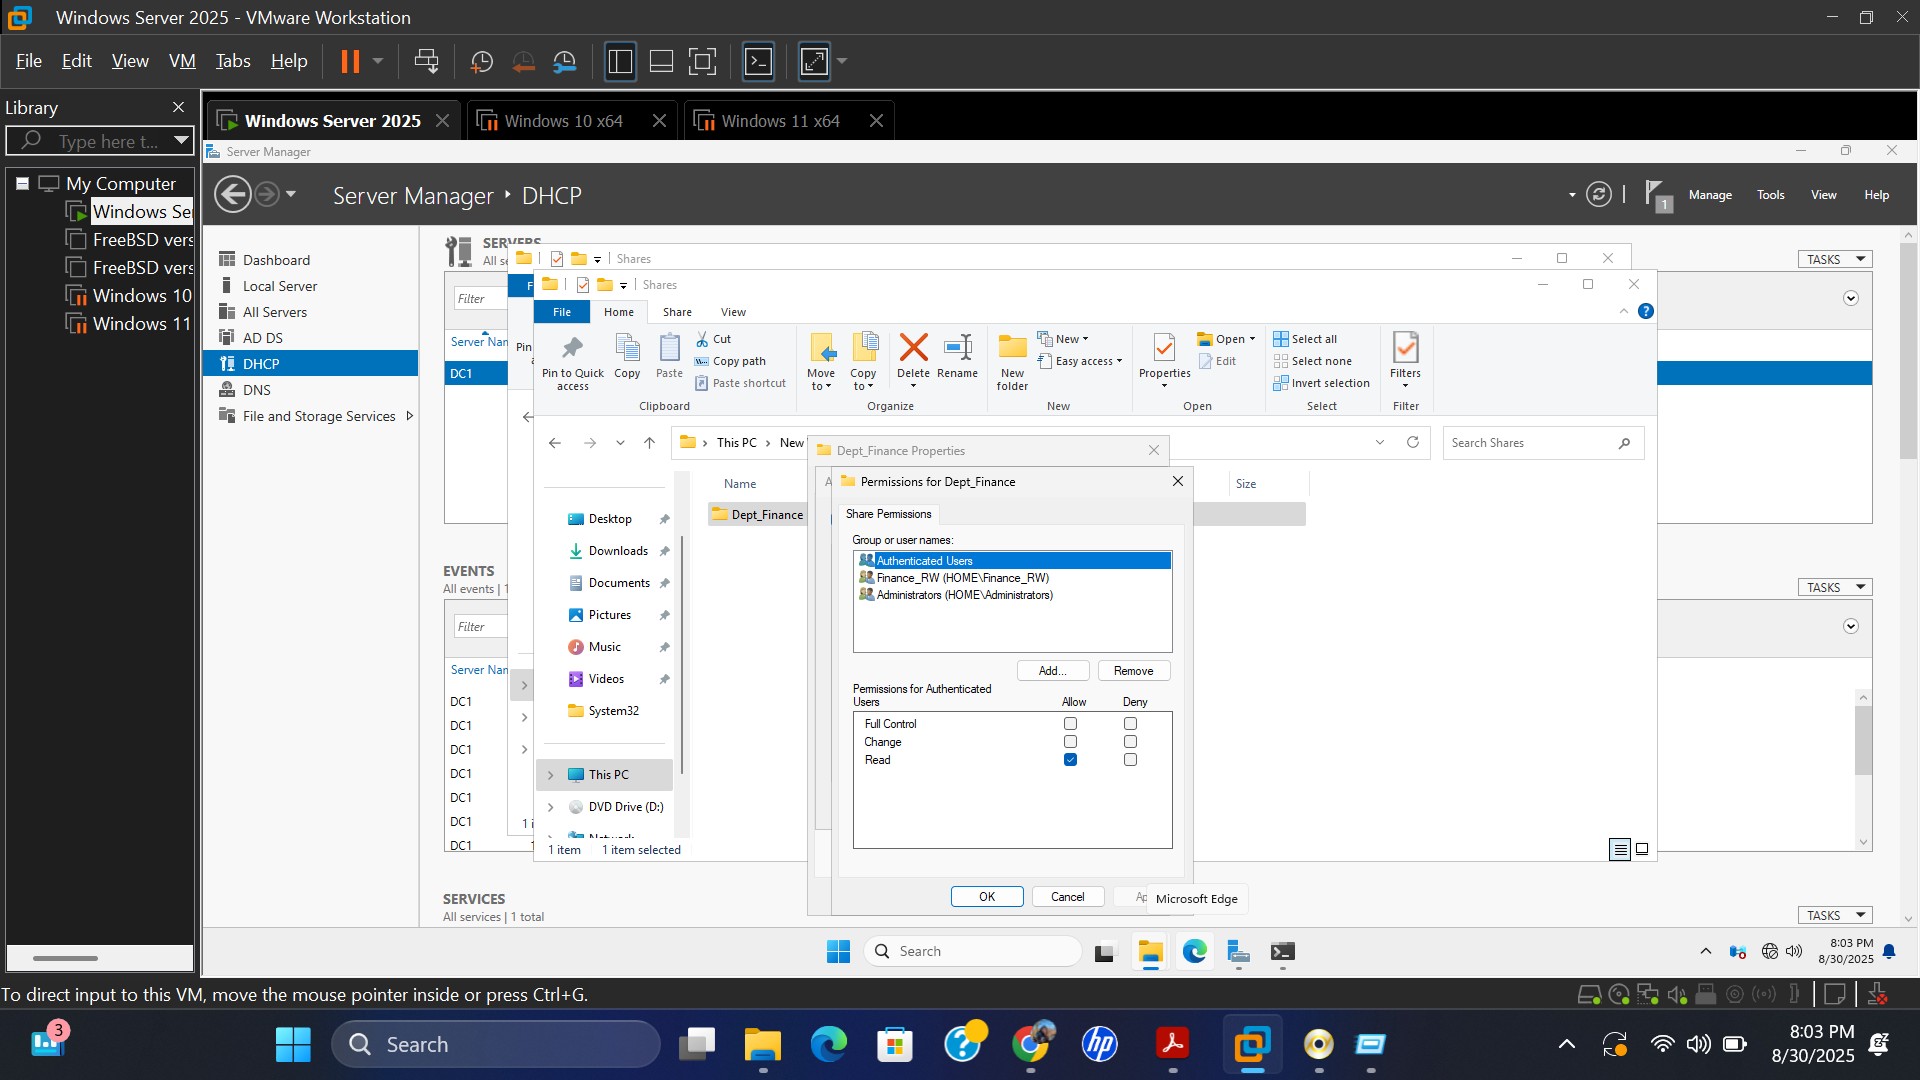 Windows Server 2025 - VMware Workstation
File Edit View VM Tabs Help
Library
Type here t...
My Computer
Windows Ser
FreeBSD vers
FreeBSD vers
Windows 10
Windows 11
Windows Server 2025
Windows 10 x64
Windows 11 x64
Server Manager
Server Manager • DHCP
1
Manage Tools View Help
Dashboard
Local Server
All Servers
AD DS
DHCP
DNS
File and Storage Services
SERVERS
All se
TASKS
Filter
Server Nam
DC1
Shares
Shares
File Home Share View
Pin to Quick access
Copy
Paste
Cut
Copy path
Paste shortcut
Clipboard
Move to
Copy to
Delete
Rename
Organize
New folder
New
Easy access
New
Properties
Open
Edit
Open
Select all
Select none
Invert selection
Select
Filters
Filter
This PC > New
Search Shares
Name
Size
Dept_Finance
Desktop
Downloads
Documents
Pictures
Music
Videos
System32
This PC
DVD Drive (D:)
Network
1 item 1 item selected
Dept_Finance Properties
Permissions for Dept_Finance
Share Permissions
Group or user names:
Authenticated Users
Finance_RW (HOME\Finance_RW)
Administrators (HOME\Administrators)
Add...
Remove
Permissions for Authenticated
Users
Allow Deny
Full Control
Change
Read
OK
Cancel
Ap
Microsoft Edge
EVENTS
All events | 1
TASKS
Filter
Server Nam
DC1
DC1
DC1
DC1
DC1
DC1
DC1
SERVICES
All services | 1 total
TASKS
Search
8:03 PM
8/30/2025
To direct input to this VM, move the mouse pointer inside or press Ctrl+G.
3
Search
8:03 PM
8/30/2025